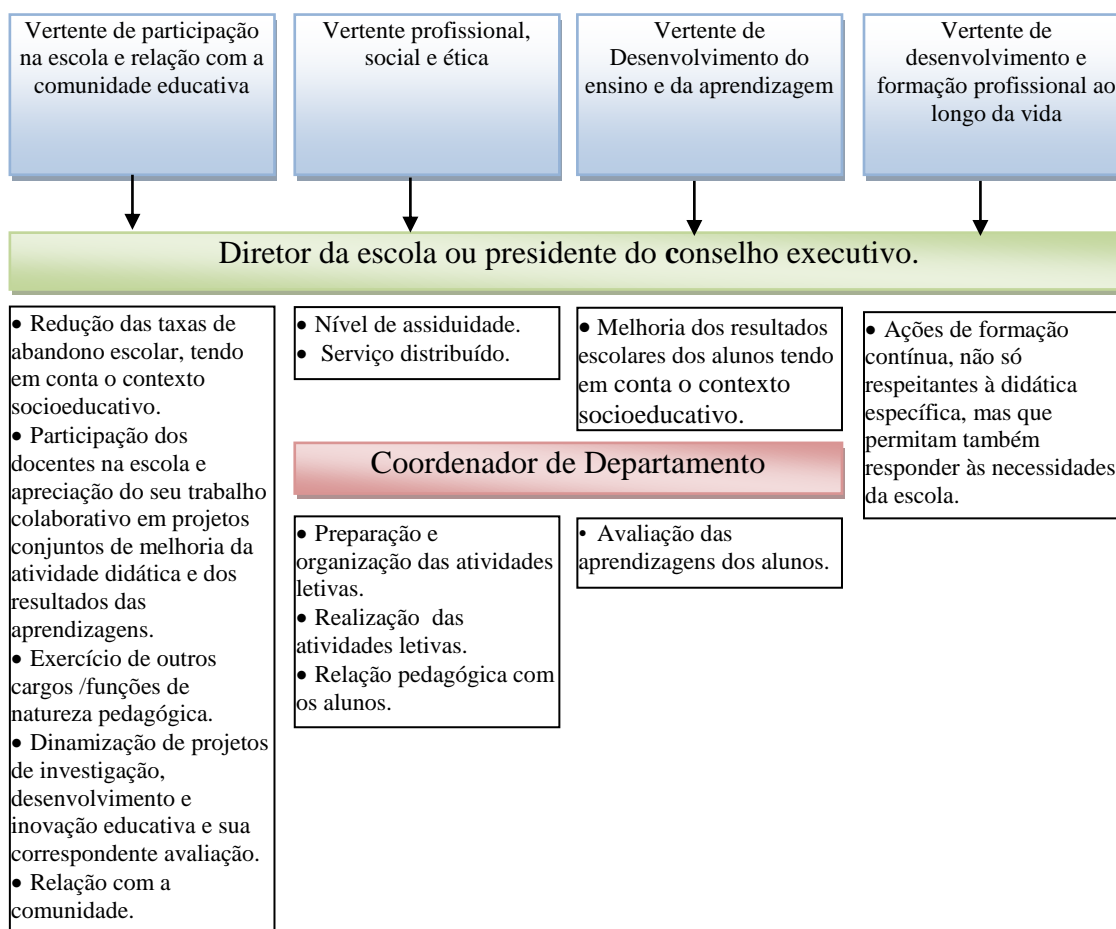 Vertente de participação
na escola e relação com a
comunidade educativa
Vertente profissional,
social e ética
Vertente de
Desenvolvimento do
ensino e da aprendizagem
Vertente de
desenvolvimento e
formação profissional ao
longo da vida
Diretor da escola ou presidente do conselho executivo.
• Redução das taxas de
abandono escolar, tendo
em conta o contexto
socioeducativo.
• Participação dos
docentes na escola e
apreciação do seu trabalho
colaborativo em projetos
conjuntos de melhoria da
atividade didática e dos
resultados das
aprendizagens.
• Exercício de outros
cargos /funções de
natureza pedagógica.
• Dinamização de projetos
de investigação,
desenvolvimento e
inovação educativa e sua
correspondente avaliação.
• Relação com a
comunidade.
• Nível de assiduidade.
• Serviço distribuído.
• Melhoria dos resultados
escolares dos alunos tendo
em conta o contexto
socioeducativo.
• Ações de formação
contínua, não só
respeitantes à didática
específica, mas que
permitam também
responder às necessidades
da escola.
Coordenador de Departamento
• Preparação e
organização das atividades
letivas.
• Realização das
atividades letivas.
• Relação pedagógica com
os alunos.
• Avaliação das
aprendizagens dos alunos.